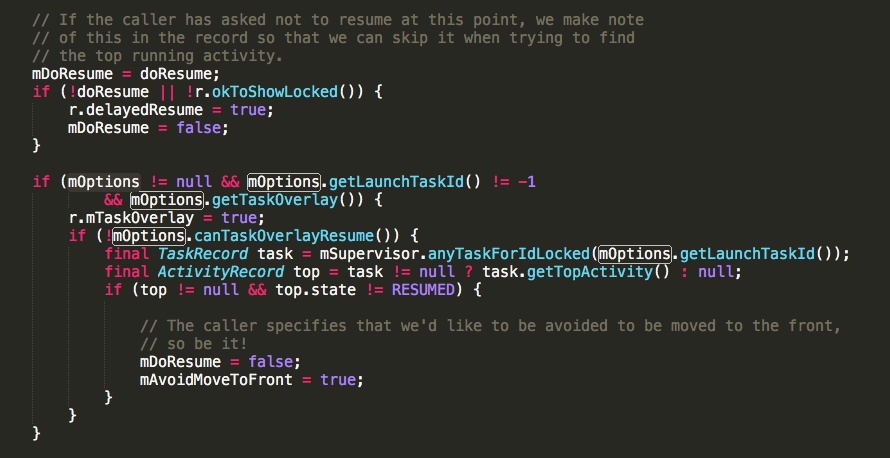 // If the caller has asked not to resume at this point, we make note
// of this in the record so that we can skip it when trying to find
// the top running activity.
mDoResume = doResume;
if (!doResume || !r.okToShowLocked()) {
    r.delayedResume = true;
    mDoResume = false;
}

if (mOptions != null && mOptions.getLaunchTaskId() != -1
        && mOptions.getTaskOverlay()) {
    r.mTaskOverlay = true;
    if (!mOptions.canTaskOverlayResume()) {
        final TaskRecord task = mSupervisor.anyTaskForIdLocked(mOptions.getLaunchTaskId());
        final ActivityRecord top = task != null ? task.getTopActivity() : null;
        if (top != null && top.state != RESUMED) {

            // The caller specifies that we'd like to be avoided to be moved to the front,
            // so be it!
            mDoResume = false;
            mAvoidMoveToFront = true;
        }
    }
}